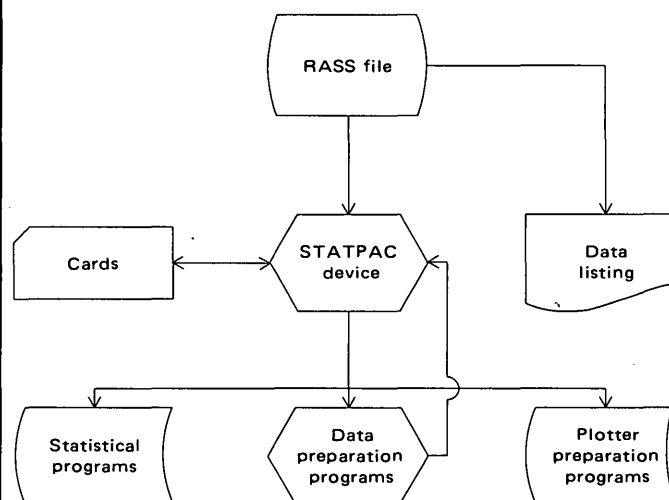 RASS file
Cards
STATPAC
device
Data
listing
Statistical
programs
Data
preparation
programs
Plotter
preparation
programs